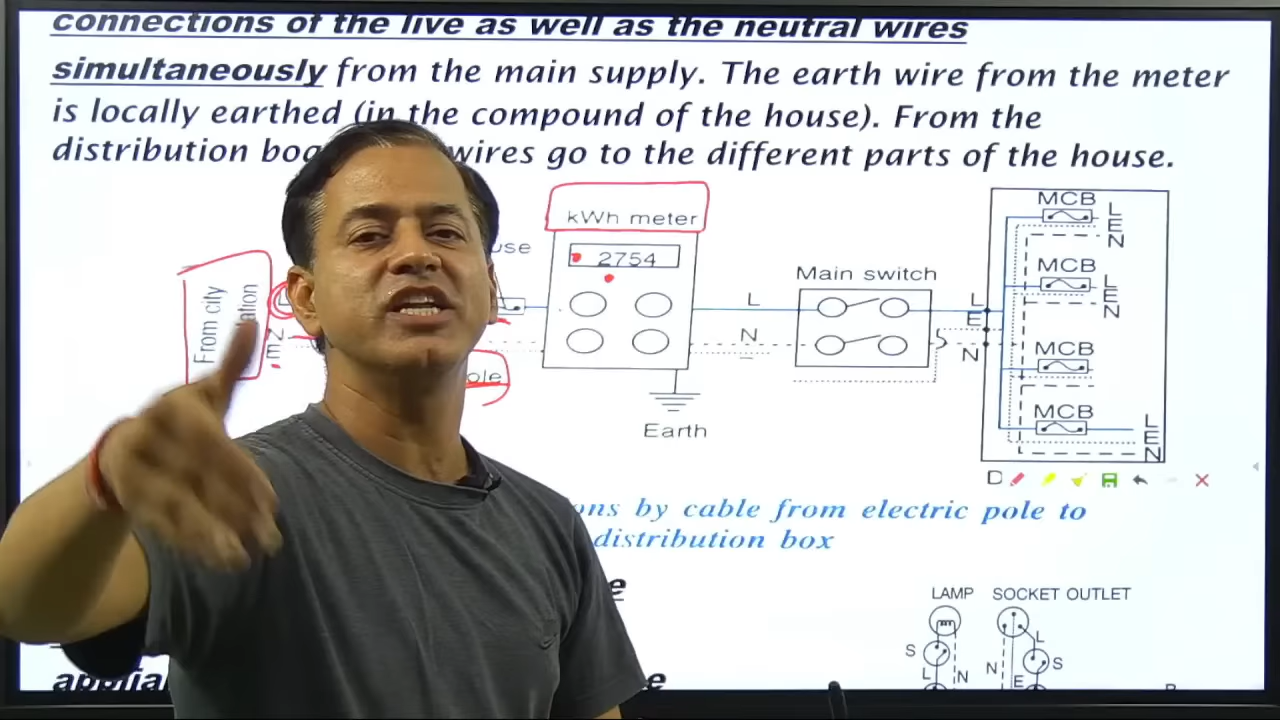 connections of the live as well as the neutral wires
simultaneously from the main supply. The earth wire from the meter
is locally earthed (in the compound of the house). From the
distribution wires go to the different parts of the house.
From city
L
N
E
kWh meter
2754
Earth
L
N
Main switch
L
E
N
MCB
L
E
N
MCB
L
E
N
MCB
MCB
L
E
N
D
by cable from electric pole to
distribution box
LAMP
SOCKET OUTLET
S
L
N
N
L
S
E